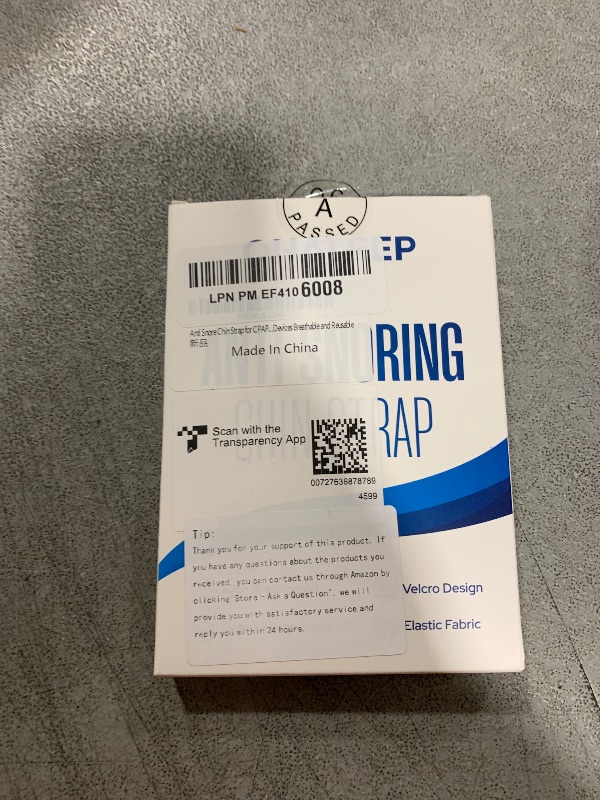 A
PASSED
EP
LPN PM EF4106008
Anti Snore Chin Strap for CPAP...Devices Breathable and Reusable
新品
Made In China
ANTI SNORING
CHIN STRAP
Scan with the
Transparency App
00727636878789
4599
Tip:
Thank you for your support of this product. If
you have any questions about the products you
received, you can contact us through Amazon by
clicking"Store - Ask a Question", we will
provide you with satisfactory service and
reply you within 24 hours.
Velcro Design
Elastic Fabric